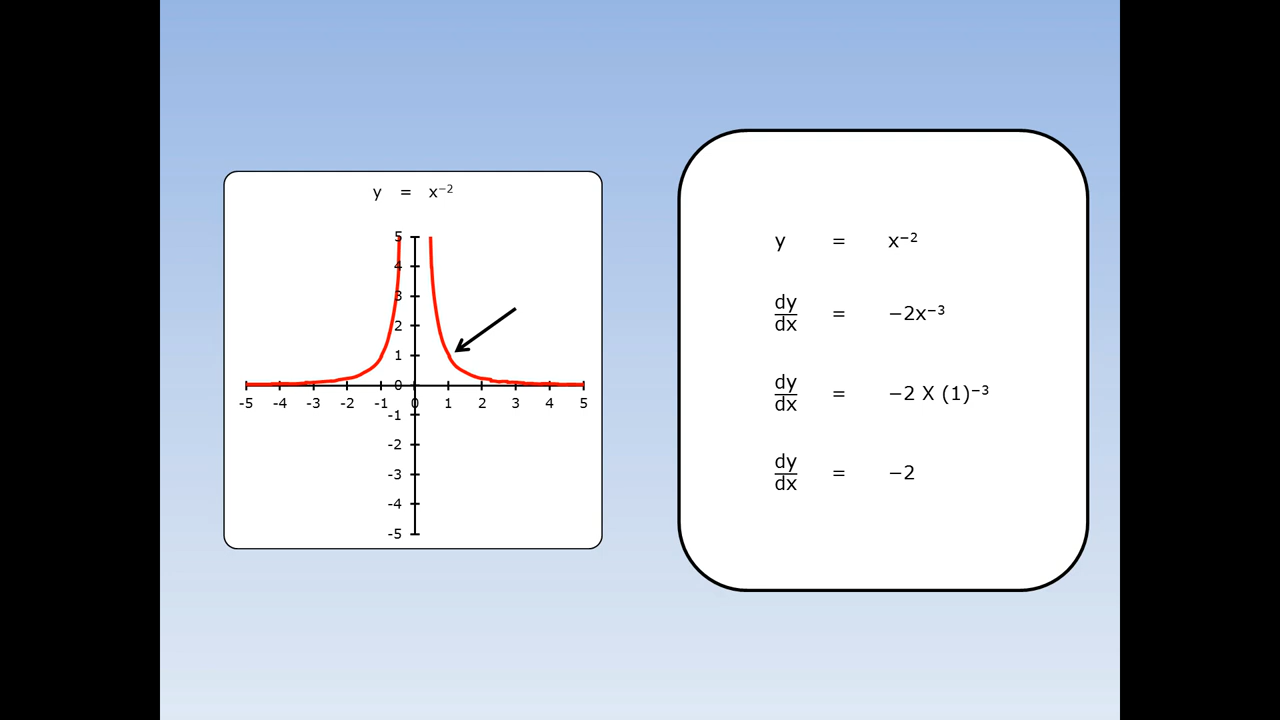 y = x⁻²
5
4
3
2
1
0
-5 -4 -3 -2 -1 0 1 2 3 4 5
-1
-2
-3
-4
-5
y = x⁻²
dy/dx = −2x⁻³
dy/dx = −2 X (1)⁻³
dy/dx = −2